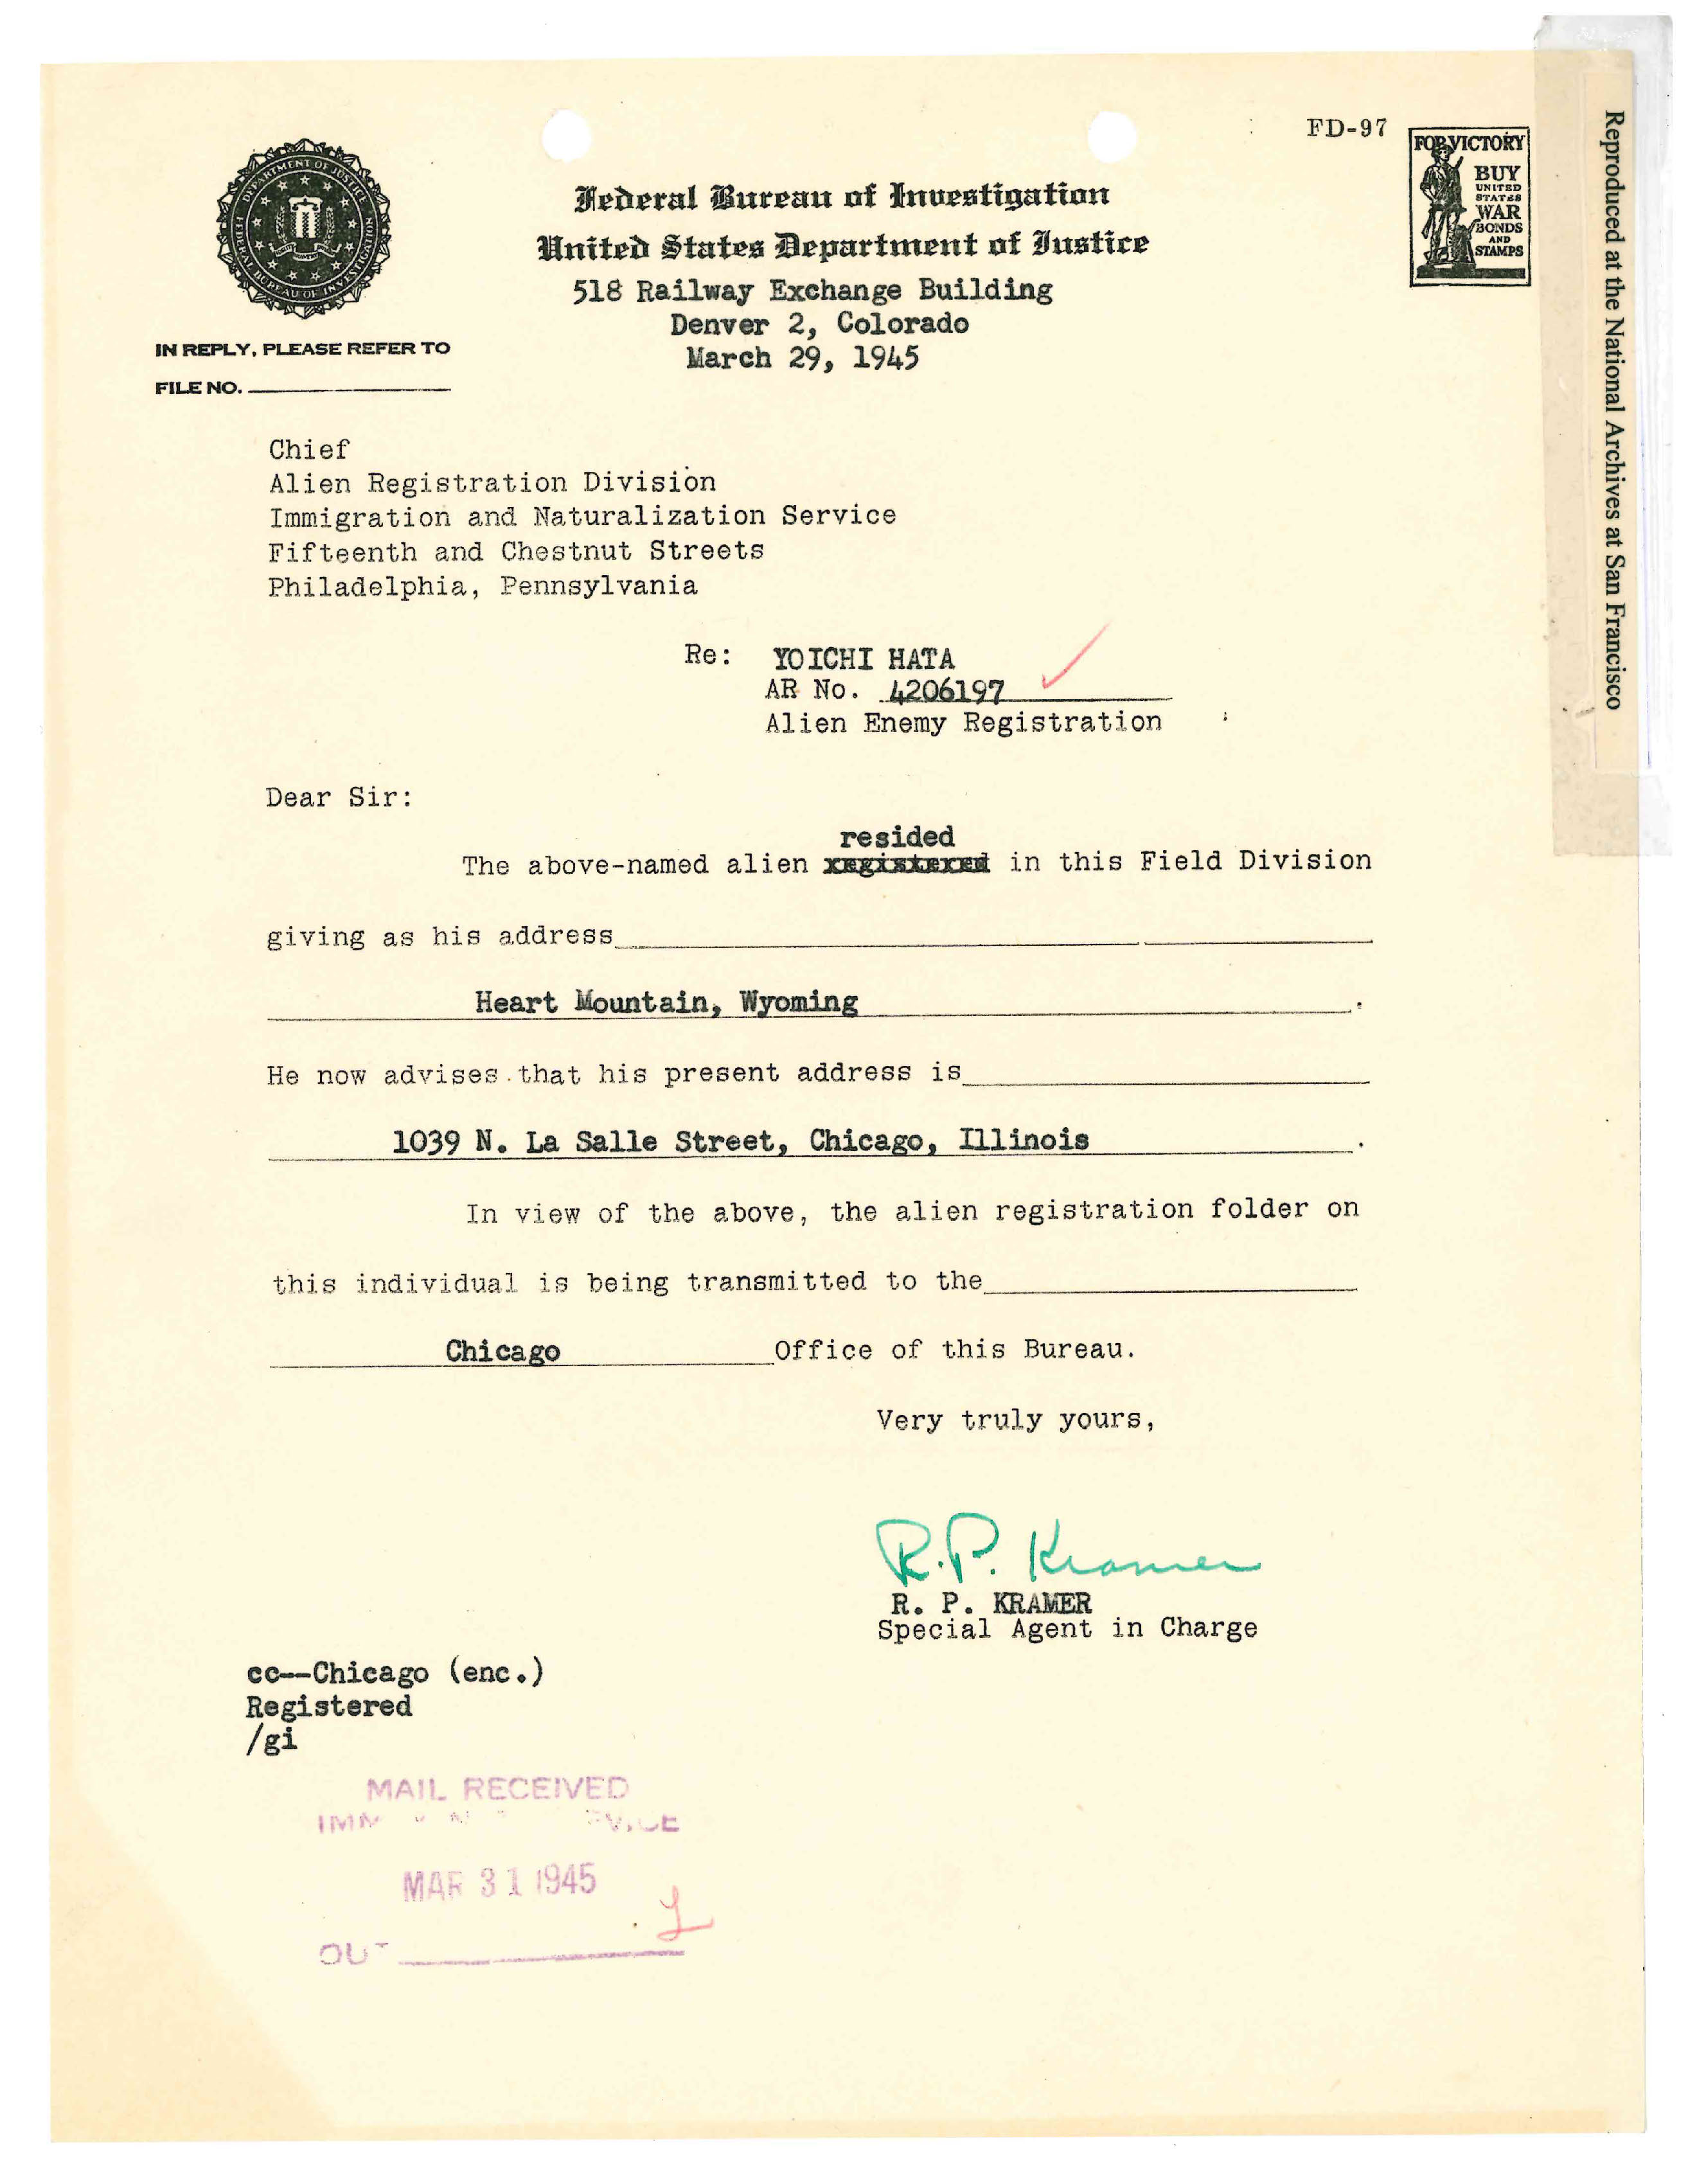 FD-97
FOR VICTORY
BUY
UNITED
STATES
WAR
BONDS
AND
STAMPS
DEPARTMENT OF JUSTICE
FEDERAL BUREAU OF INVESTIGATION
Federal Bureau of Investigation
United States Department of Justice
518 Railway Exchange Building
Denver 2, Colorado
March 29, 1945
IN REPLY, PLEASE REFER TO
FILE NO.
Chief
Alien Registration Division
Immigration and Naturalization Service
Fifteenth and Chestnut Streets
Philadelphia, Pennsylvania
Re: YOICHI HATA
AR No. 4206197
Alien Enemy Registration
Dear Sir:
resided
The above-named alien registered in this Field Division
giving as his address
Heart Mountain, Wyoming.
He now advises that his present address is
1039 N. La Salle Street, Chicago, Illinois.
In view of the above, the alien registration folder on
this individual is being transmitted to the
Chicago Office of this Bureau.
Very truly yours,
R.P. Kramer
R. P. KRAMER
Special Agent in Charge
cc--Chicago (enc.)
Registered
/gi
MAIL RECEIVED
MAR 31 1945
OUT
Reproduced at the National Archives at San Francisco